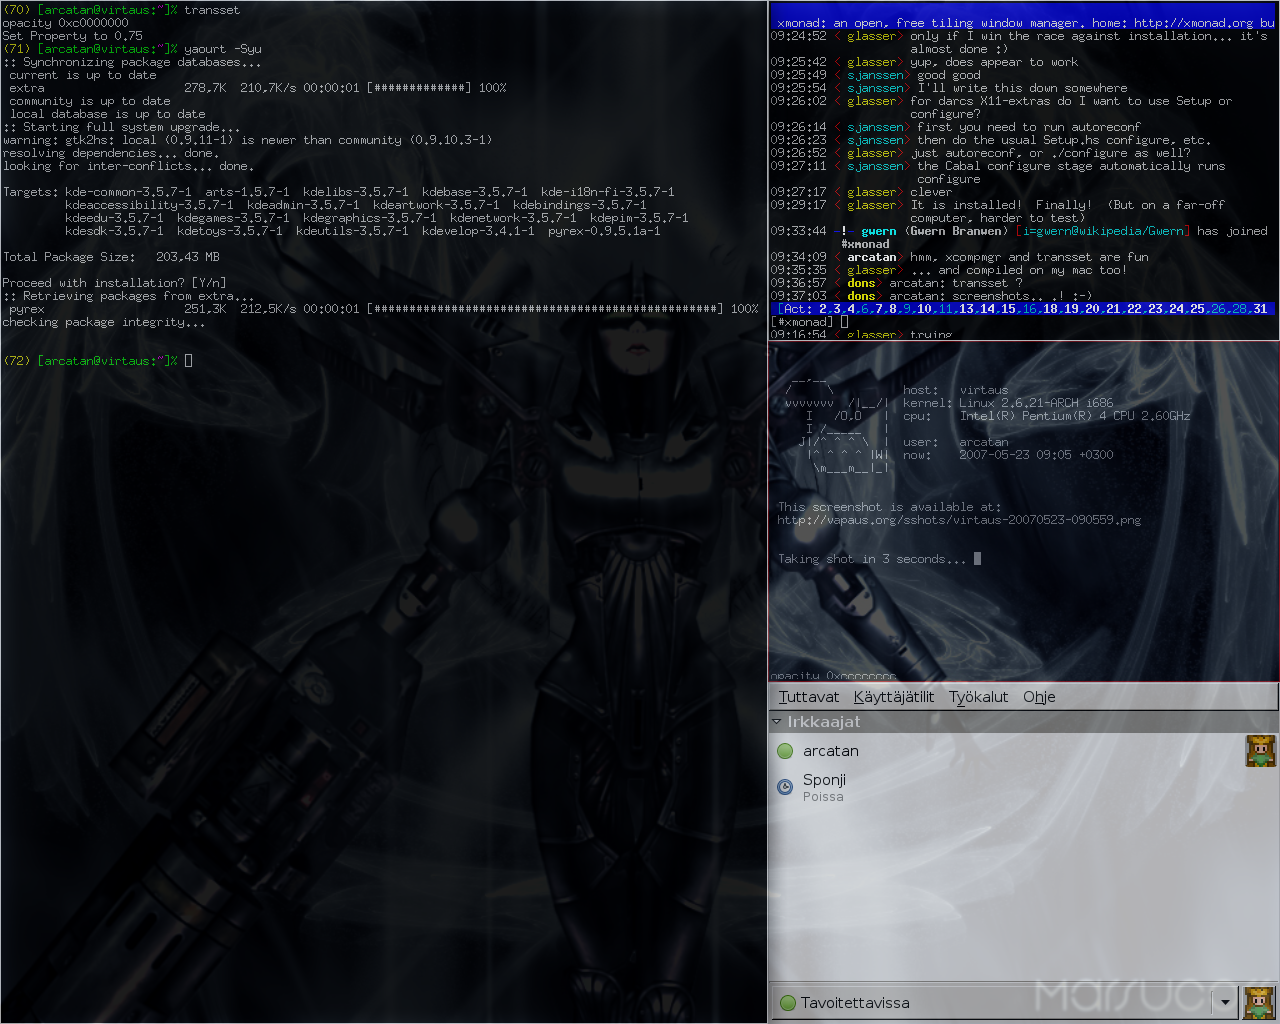 (70) [arcatan@virtaus:~]% transset
opacity 0xc0000000
Set Property to 0.75
(71) [arcatan@virtaus:~]% yaourt -Syu
:: Synchronizing package databases...
current is up to date
extra 278,7K 210,7K/s 00:00:01 [#############] 100%
community is up to date
local database is up to date
:: Starting full system upgrade...
warning: gtk2hs: local (0.9.11-1) is newer than community (0.9.10.3-1)
resolving dependencies... done.
looking for inter-conflicts... done.
Targets: kde-common-3.5.7-1 arts-1.5.7-1 kdelibs-3.5.7-1 kdebase-3.5.7-1 kde-i18n-fi-3.5.7-1
kdeaccessibility-3.5.7-1 kdeadmin-3.5.7-1 kdeartwork-3.5.7-1 kdebindings-3.5.7-1
kdeedu-3.5.7-1 kdegames-3.5.7-1 kdegraphics-3.5.7-1 kdenetwork-3.5.7-1 kdepim-3.5.7-1
kdesdk-3.5.7-1 kdetoys-3.5.7-1 kdeutils-3.5.7-1 kdevelop-3.4.1-1 pyrex-0.9.5.1a-1
Total Package Size: 203,43 MB
Proceed with installation? [Y/n]
:: Retrieving packages from extra...
pyrex 251,3K 212,5K/s 00:00:01 [#################################################] 100%
checking package integrity...
(72) [arcatan@virtaus:~]%
xmonad: an open, free tiling window manager. home: http://xmonad.org bu
09:24:52 < glasser> only if I win the race against installation... it's
almost done :)
09:25:42 < glasser> yup, does appear to work
09:25:49 < sjanssen> good good
09:25:54 < sjanssen> I'll write this down somewhere
09:26:02 < glasser> for darcs X11-extras do I want to use Setup or
configure?
09:26:14 < sjanssen> first you need to run autoreconf
09:26:23 < sjanssen> then do the usual Setup.hs configure, etc.
09:26:52 < glasser> just autoreconf, or ./configure as well?
09:27:11 < sjanssen> the Cabal configure stage automatically runs
configure
09:27:17 < glasser> clever
09:29:17 < glasser> It is installed! Finally! (But on a far-off
computer, harder to test)
09:33:44 -!- gwern (Gwern Branwen) [i=gwern@wikipedia/Gwern] has joined
#xmonad
09:34:09 < arcatan> hmm, xcompmgr and transset are fun
09:35:35 < glasser> ... and compiled on my mac too!
09:36:57 < dons> arcatan: transset ?
09:37:03 < dons> arcatan: screenshots.. .! :-)
[Act: 2,3,4,6,7,8,9,10,11,13,14,15,16,18,19,20,21,22,23,24,25,26,28,31
[#xmonad]
09:16:54 < glasser> trying
host: virtaus
kernel: Linux 2.6.21-ARCH i686
cpu: Intel(R) Pentium(R) 4 CPU 2.60GHz
user: arcatan
now: 2007-05-23 09:05 +0300
This screenshot is available at:
http://vapaus.org/sshots/virtaus-20070523-090559.png
Taking shot in 3 seconds...
opacity 0xcccccccc
Tuttavat Käyttäjätilit Työkalut Ohje
Irkkaajat
arcatan
Sponji
Poissa
Tavoitettavissa